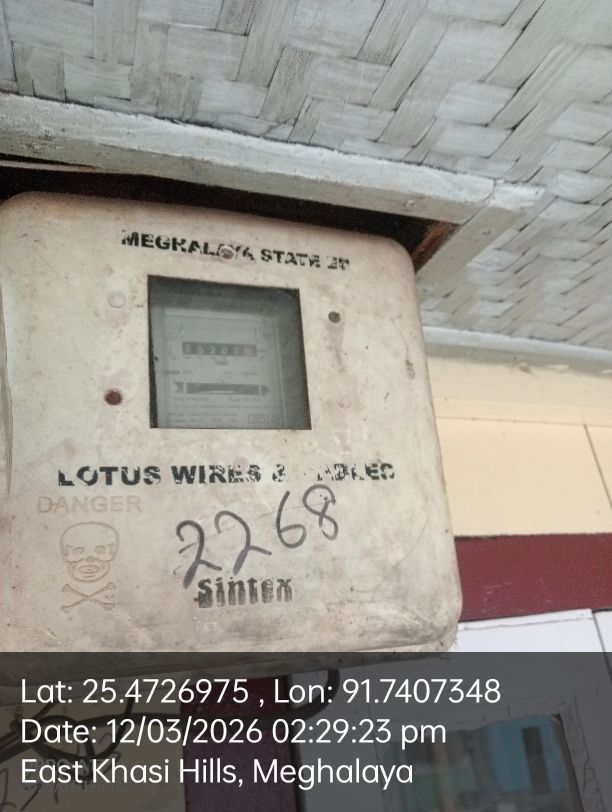 MEGHALAYA STATE
LOTUS WIRES &
DANGER
2268
Sintex
Lat: 25.4726975 , Lon: 91.7407348
Date: 12/03/2026 02:29:23 pm
East Khasi Hills, Meghalaya